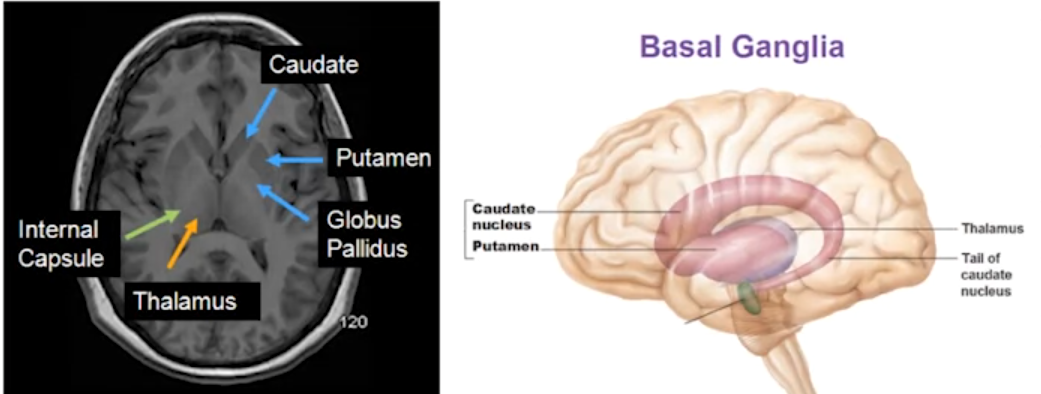 Caudate
Putamen
Globus
Pallidus
Internal
Capsule
Thalamus
120
Basal Ganglia
Caudate
nucleus
Putamen
Thalamus
Tail of
caudate
nucleus